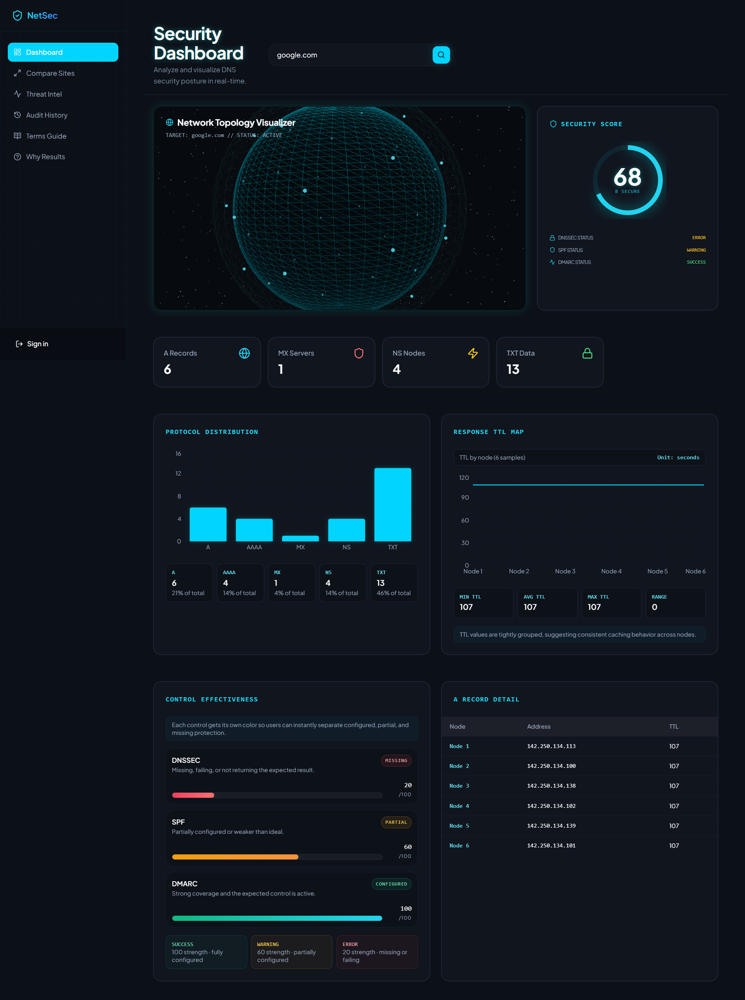 NetSec
Dashboard
Compare Sites
Threat Intel
Audit History
Terms Guide
Why Results
Sign in
Security
Dashboard
Analyze and visualize DNS
security posture in real-time.
google.com
Network Topology Visualizer
TARGET: google.com // STATUS: ACTIVE
SECURITY SCORE
68
B SECURE
DNSSEC STATUS ERROR
SPF STATUS WARNING
DMARC STATUS SUCCESS
A Records
6
MX Servers
1
NS Nodes
4
TXT Data
13
PROTOCOL DISTRIBUTION
16
12
8
4
0
A AAAA MX NS TXT
A
6
21% of total
AAAA
4
14% of total
MX
1
4% of total
NS
4
14% of total
TXT
13
46% of total
RESPONSE TTL MAP
TTL by node (6 samples) Unit: seconds
120
90
60
30
0
Node 1 Node 2 Node 3 Node 4 Node 5 Node 6
MIN TTL
107
AVG TTL
107
MAX TTL
107
RANGE
0
TTL values are tightly grouped, suggesting consistent caching behavior across nodes.
CONTROL EFFECTIVENESS
Each control gets its own color so users can instantly separate configured, partial, and
missing protection.
DNSSEC MISSING
Missing, failing, or not returning the expected result.
20
/100
SPF PARTIAL
Partially configured or weaker than ideal.
60
/100
DMARC CONFIGURED
Strong coverage and the expected control is active.
100
/100
SUCCESS
100 strength · fully
configured
WARNING
60 strength · partially
configured
ERROR
20 strength · missing or
failing
A RECORD DETAIL
Node Address TTL
Node 1 142.250.134.113 107
Node 2 142.250.134.100 107
Node 3 142.250.134.138 107
Node 4 142.250.134.102 107
Node 5 142.250.134.139 107
Node 6 142.250.134.101 107